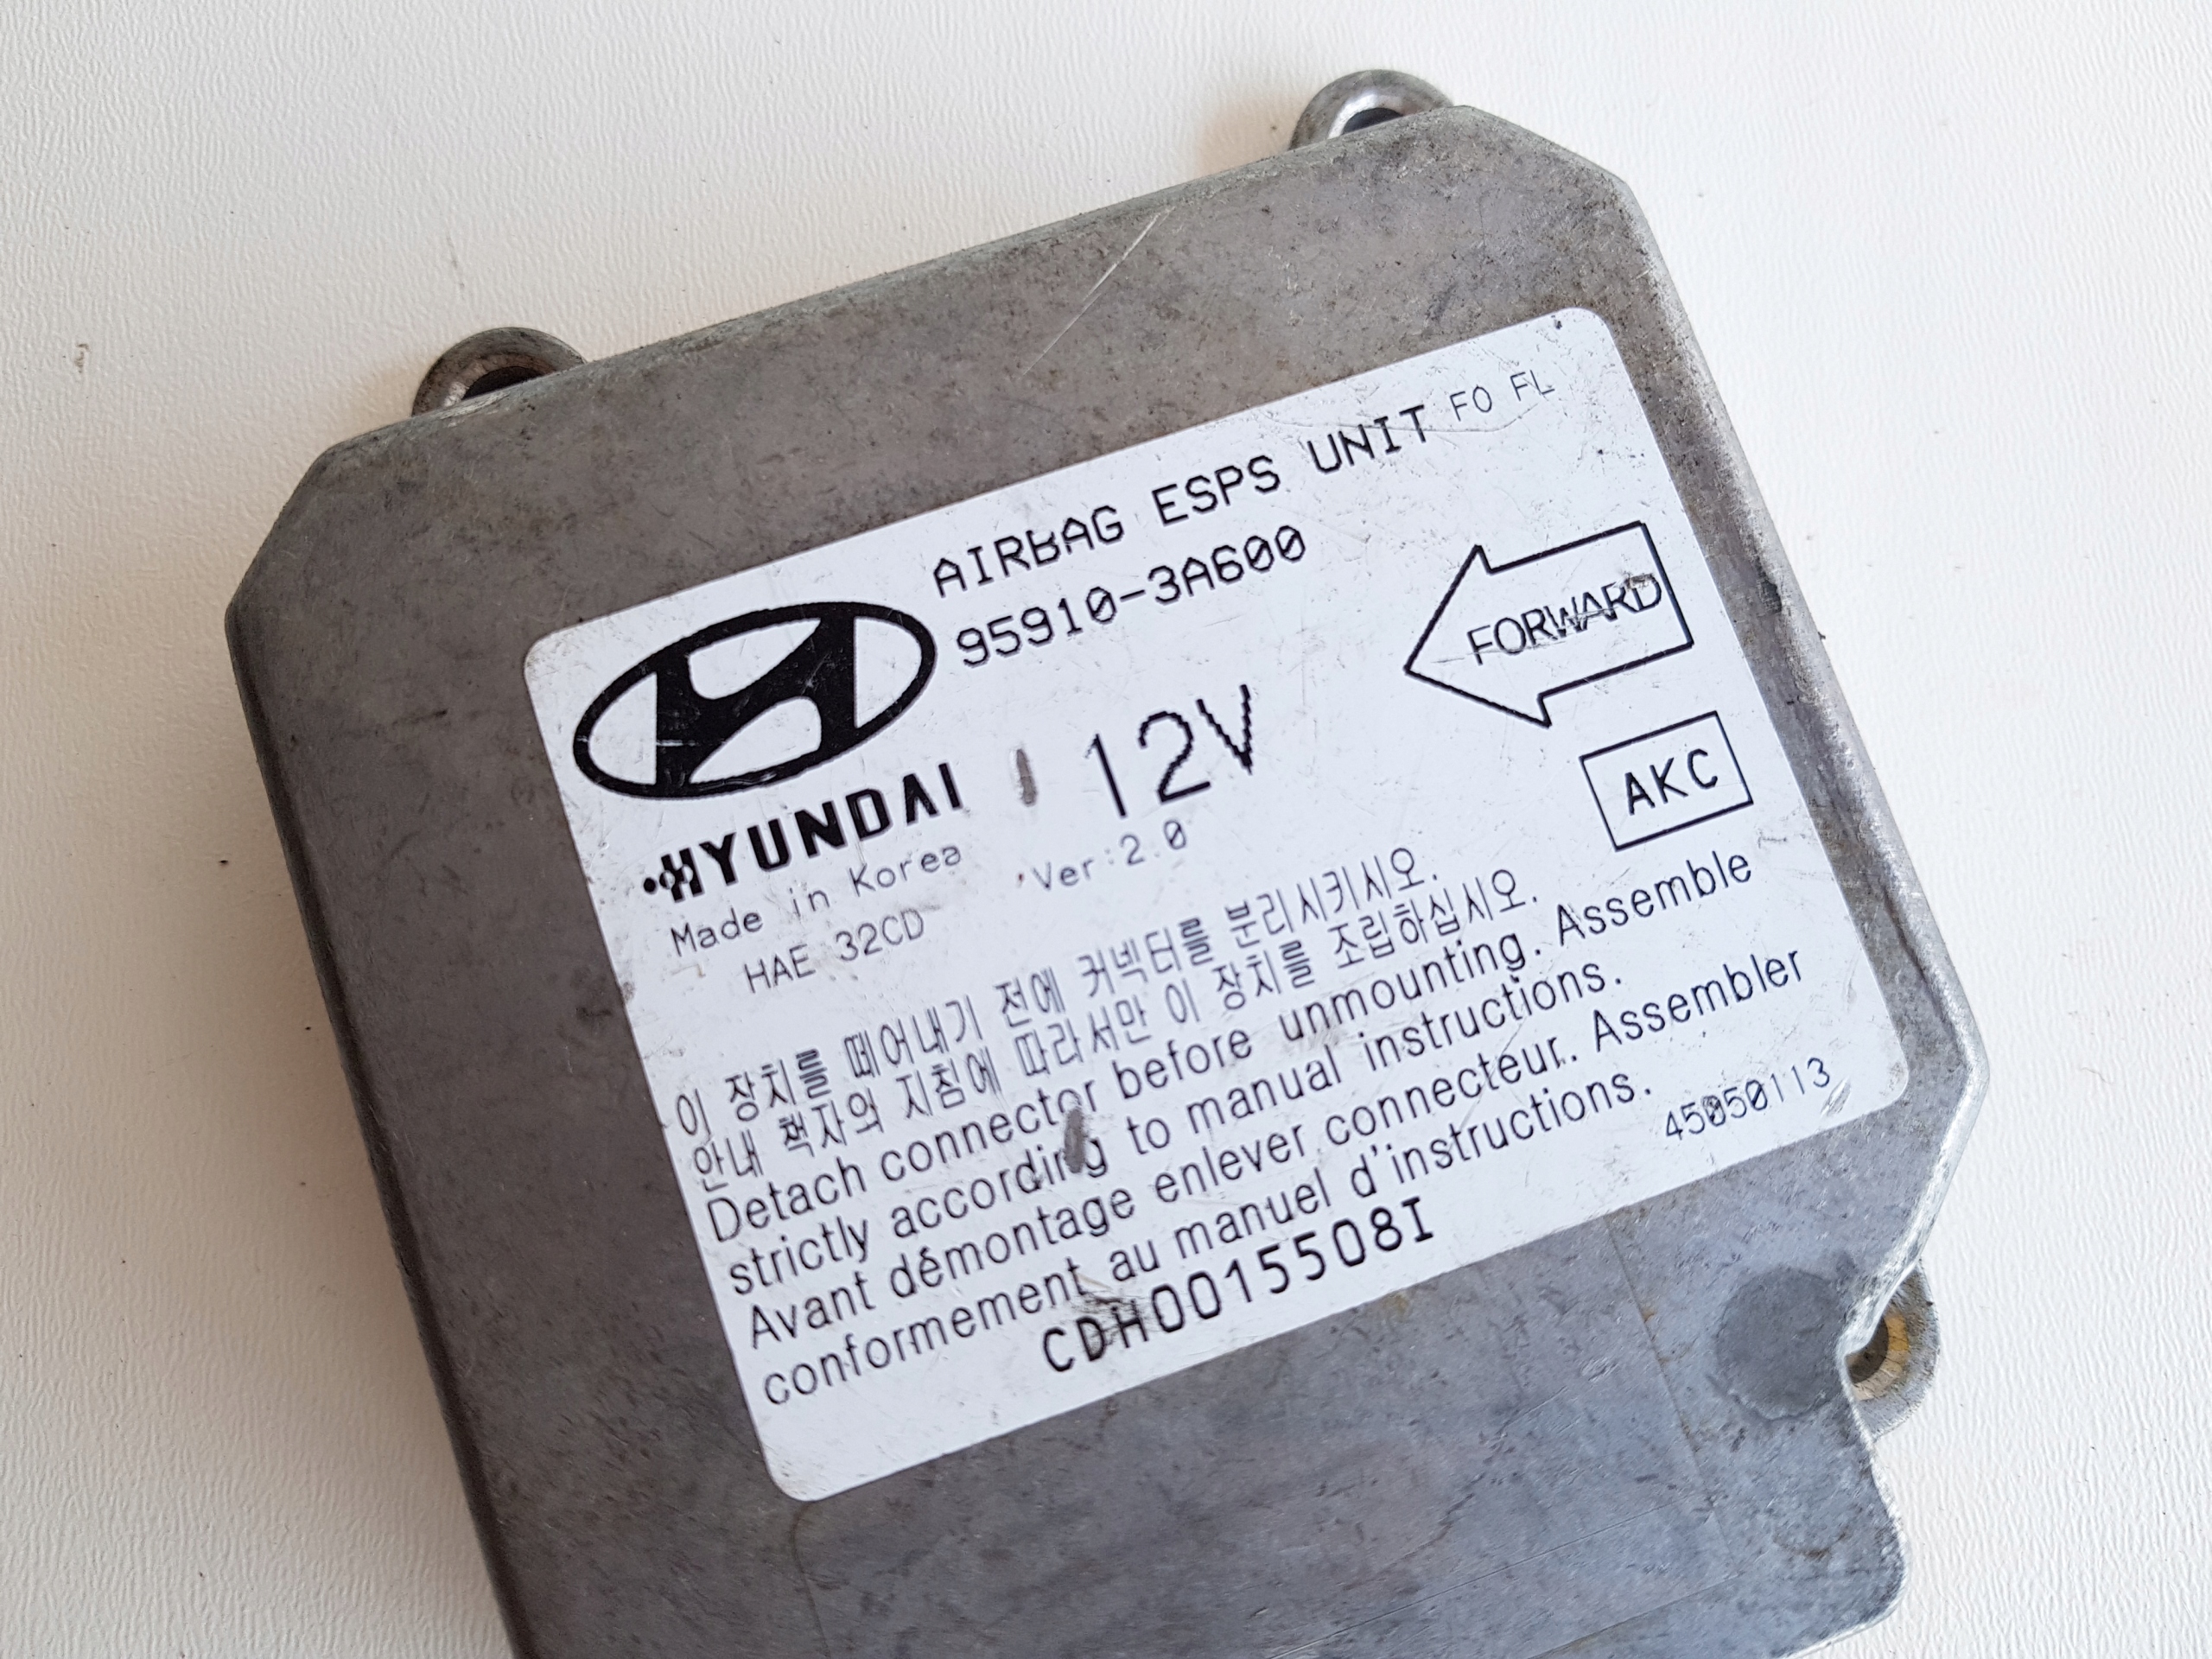 AIRBAG ESPS UNIT FO FL
95910-3A600
FORWARD
HYUNDAI
12V
AKC
Made in Korea
Ver:2.0
HAE 32CD
이 장치를 떼어내기 전에 커넥터를 분리시키시오.
안내 책자의 지침에 따라서만 이 장치를 조립하십시오.
Detach connector before unmounting. Assemble
strictly according to manual instructions.
Avant démontage enlever connecteur. Assembler
conformement au manuel d'instructions.
45050113
CDH0015508I